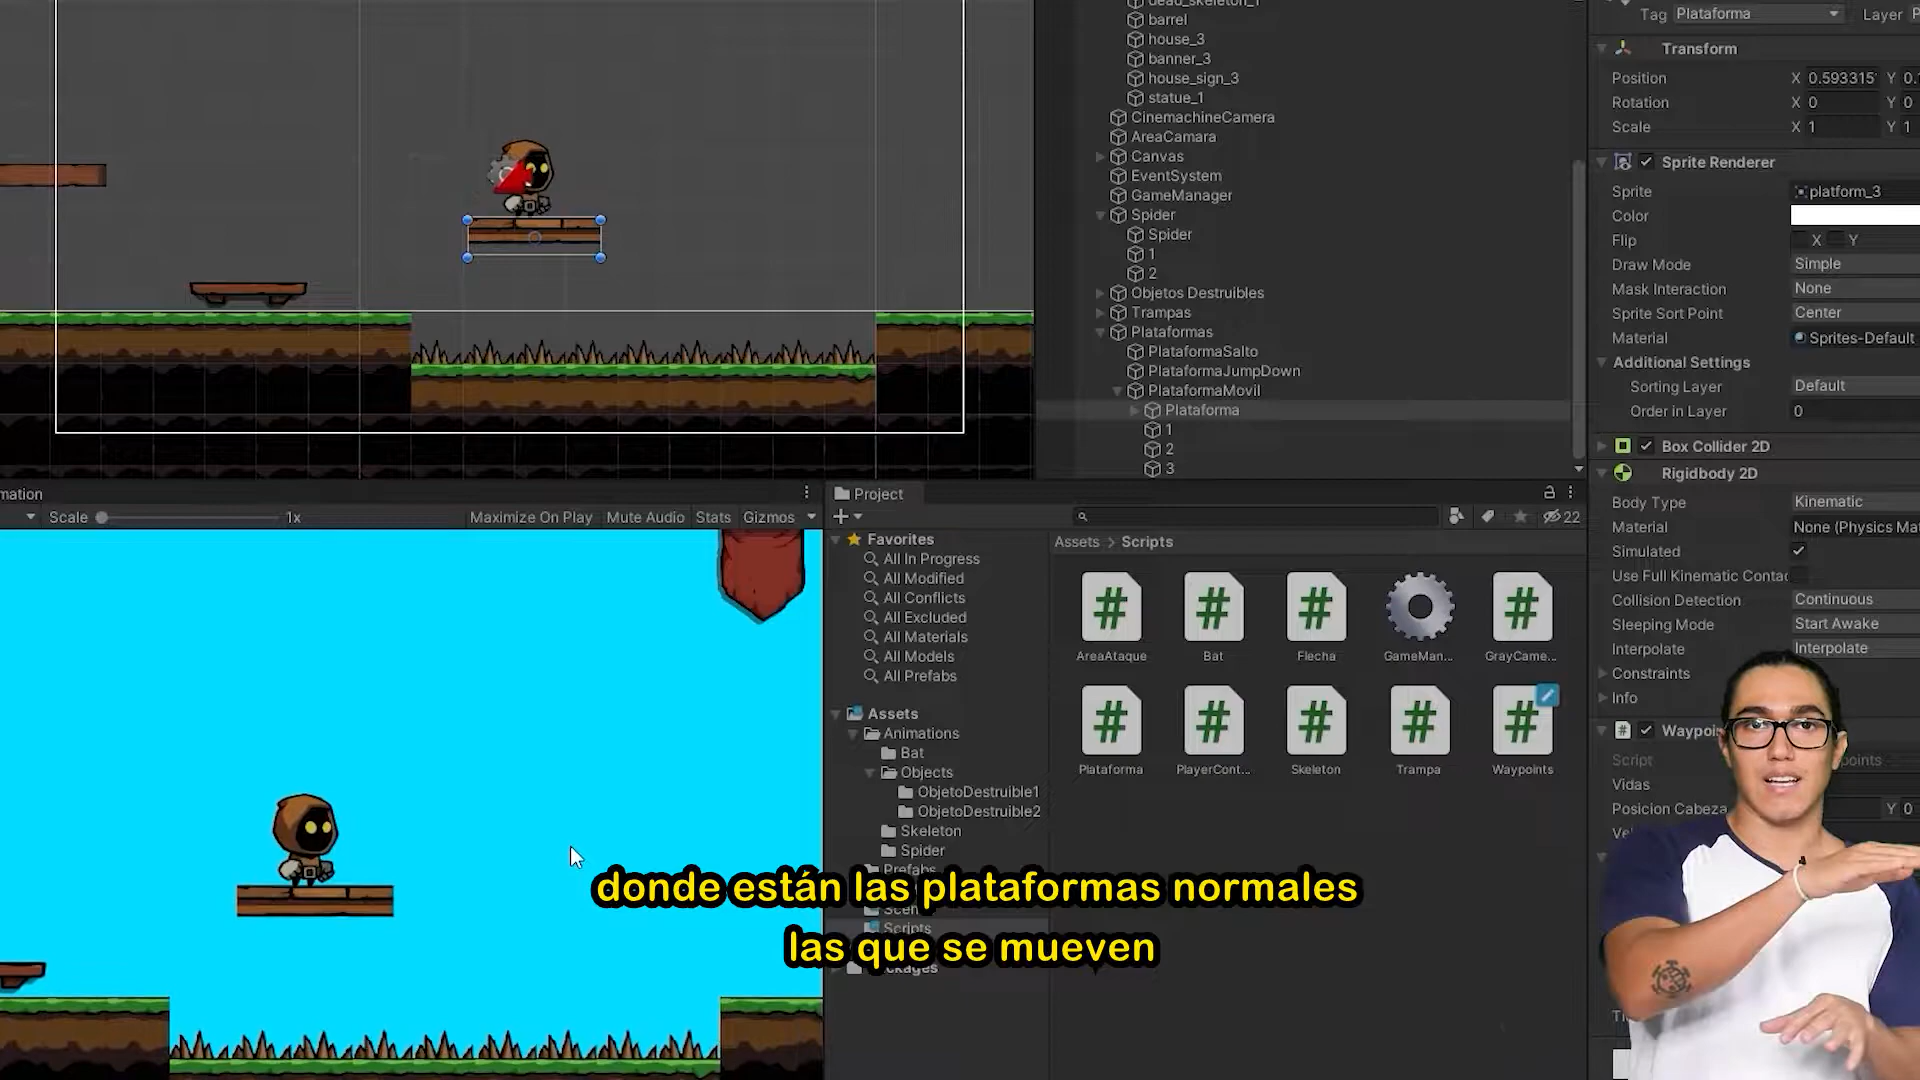 barrel
house_3
banner_3
house_sign_3
statue_1
CinemachineCamera
AreaCamara
Canvas
EventSystem
GameManager
Spider
Spider
1
2
Objetos Destruibles
Trampas
Plataformas
PlataformaSalto
PlataformaJumpDown
PlataformaMovil
Plataforma
1
2
3
Tag Plataforma Layer
Transform
Position X 0.593315 Y 0.
Rotation X 0 Y 0
Scale X 1 Y 1
Sprite Renderer
Sprite platform_3
Color
Flip X Y
Draw Mode Simple
Mask Interaction None
Sprite Sort Point Center
Material Sprites-Default
Additional Settings
Sorting Layer Default
Order in Layer 0
Box Collider 2D
Rigidbody 2D
Body Type Kinematic
Material None (Physics Mat
Simulated
Use Full Kinematic Contac
Collision Detection Continuous
Sleeping Mode Start Awake
Interpolate Interpolate
Constraints
Info
Waypoi
Script points
Vidas
Posicion Cabeza Y 0
mation
Scale 1x Maximize On Play Mute Audio Stats Gizmos
Project
22
Favorites
All In Progress
All Modified
All Conflicts
All Excluded
All Materials
All Models
All Prefabs
Assets
Animations
Bat
Objects
ObjetoDestruible1
ObjetoDestruible2
Skeleton
Spider
Prefabs
Scen
Scripts
ckages
Assets > Scripts
AreaAtaque Bat Flecha GameMan... GrayCame...
Plataforma PlayerCont... Skeleton Trampa Waypoints
donde están las plataformas normales
las que se mueven